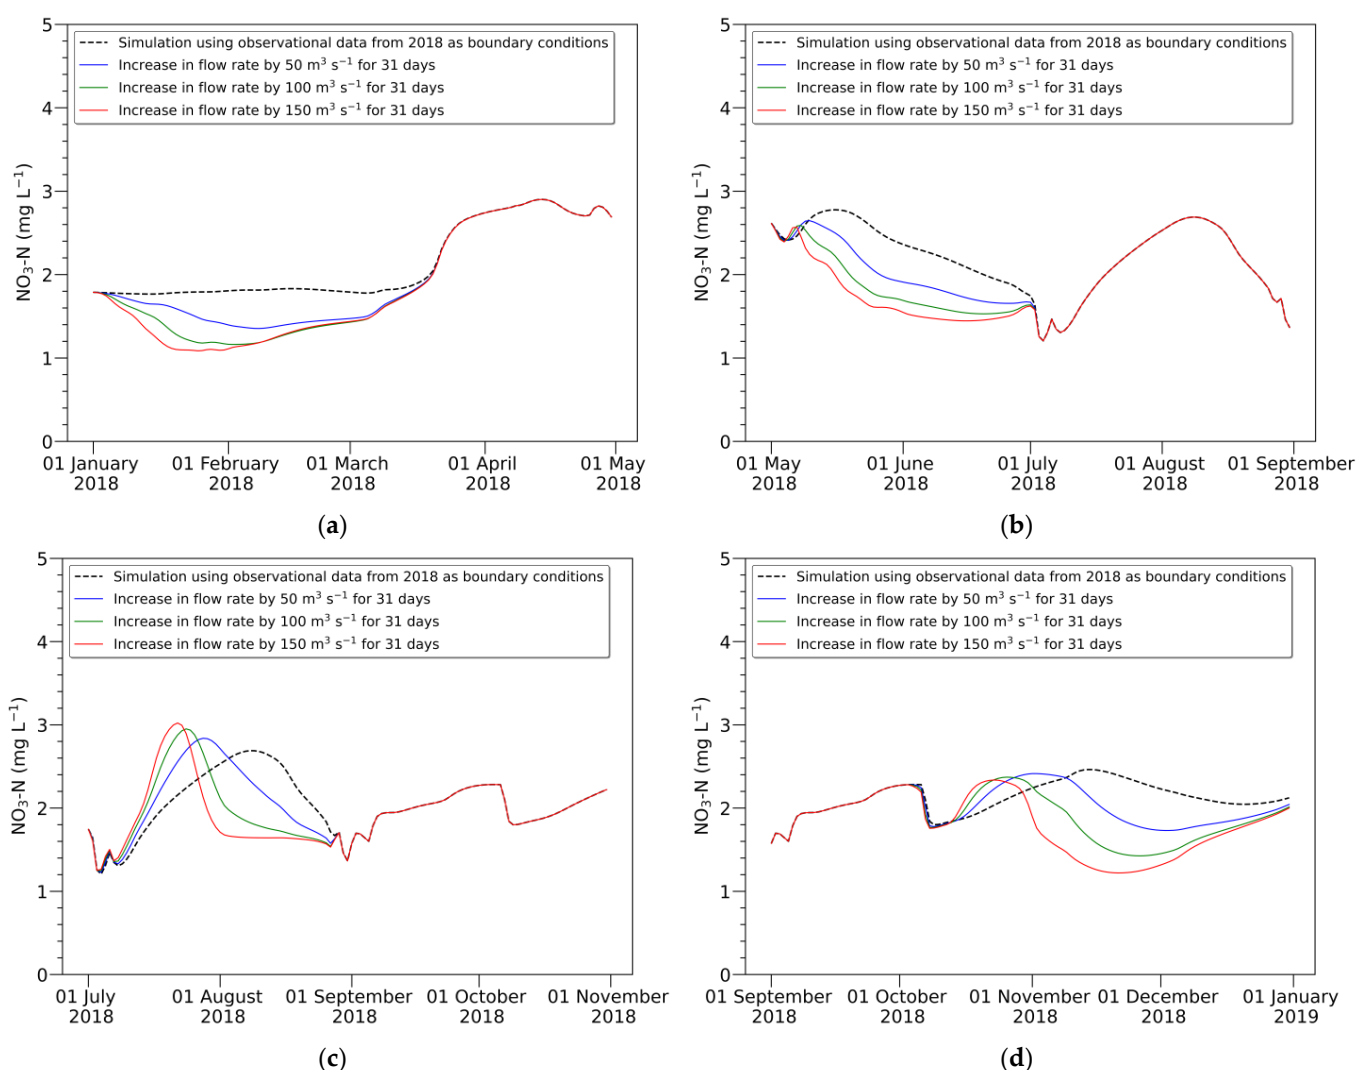 5
4
3
2
1
0
NO₃-N (mg L⁻¹)
Simulation using observational data from 2018 as boundary conditions
Increase in flow rate by 50 m³ s⁻¹ for 31 days
Increase in flow rate by 100 m³ s⁻¹ for 31 days
Increase in flow rate by 150 m³ s⁻¹ for 31 days
01 January 01 February 01 March 01 April 01 May
2018 2018 2018 2018 2018
(a)
5
4
3
2
1
0
NO₃-N (mg L⁻¹)
Simulation using observational data from 2018 as boundary conditions
Increase in flow rate by 50 m³ s⁻¹ for 31 days
Increase in flow rate by 100 m³ s⁻¹ for 31 days
Increase in flow rate by 150 m³ s⁻¹ for 31 days
01 May 01 June 01 July 01 August 01 September
2018 2018 2018 2018 2018
(b)
5
4
3
2
1
0
NO₃-N (mg L⁻¹)
Simulation using observational data from 2018 as boundary conditions
Increase in flow rate by 50 m³ s⁻¹ for 31 days
Increase in flow rate by 100 m³ s⁻¹ for 31 days
Increase in flow rate by 150 m³ s⁻¹ for 31 days
01 July 01 August 01 September 01 October 01 November
2018 2018 2018 2018 2018
(c)
5
4
3
2
1
0
NO₃-N (mg L⁻¹)
Simulation using observational data from 2018 as boundary conditions
Increase in flow rate by 50 m³ s⁻¹ for 31 days
Increase in flow rate by 100 m³ s⁻¹ for 31 days
Increase in flow rate by 150 m³ s⁻¹ for 31 days
01 September 01 October 01 November 01 December 01 January
2018 2018 2018 2018 2019
(d)